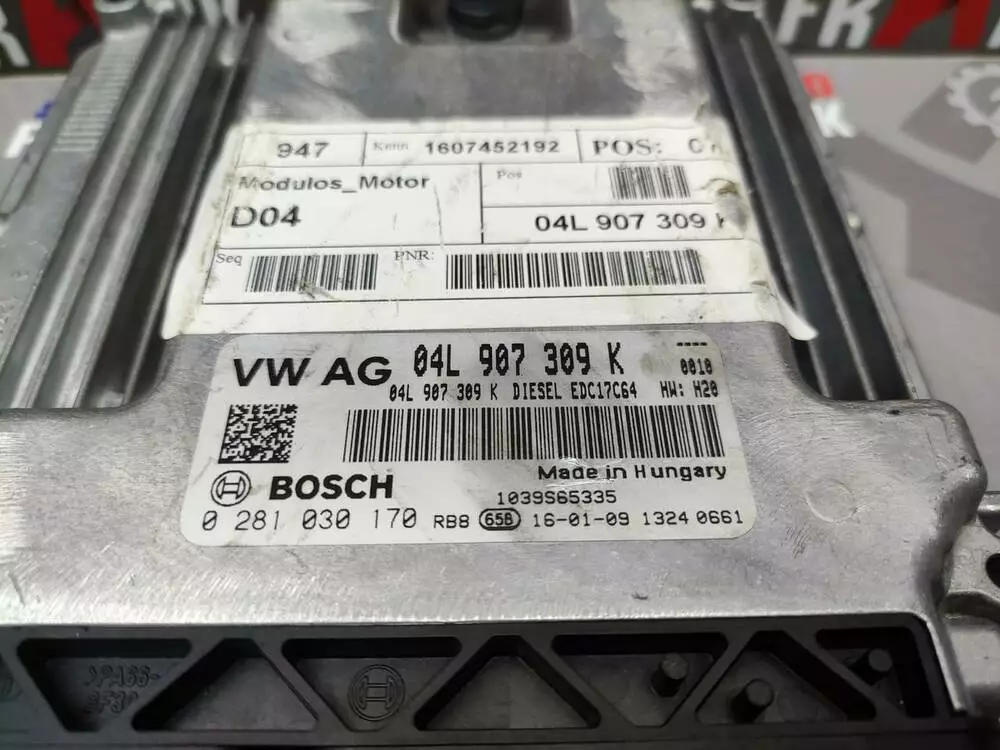 947 Kenn 1607452192 POS:
Modulos_Motor Pos
D04 04L 907 309 K
Seq PNR:
VW AG 04L 907 309 K ----
0010
04L 907 309 K DIESEL EDC17C64 HW: H20
Made in Hungary
BOSCH 1039S65335
0 281 030 170 RB8 65B 16-01-09 1324 0661